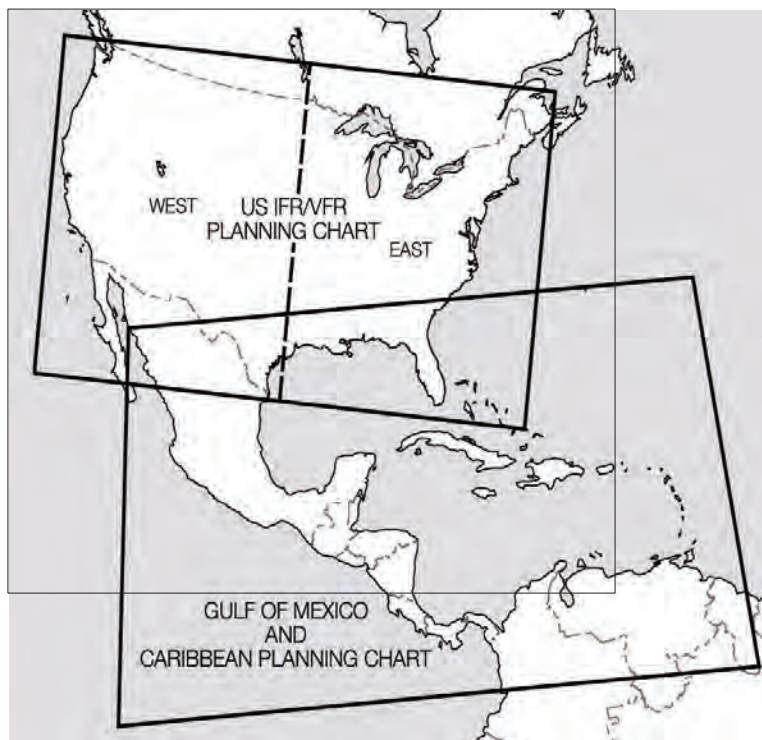 WEST
US IFR/VFR
PLANNING CHART
EAST
GULF OF MEXICO
AND
CARIBBEAN PLANNING CHART